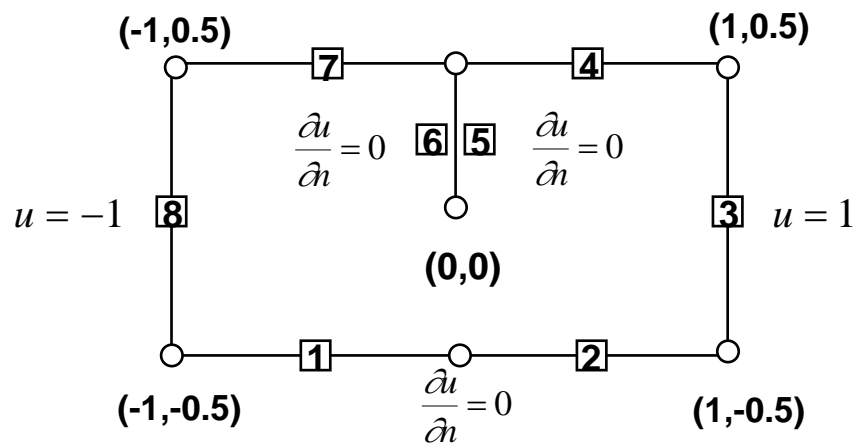 (-1,0.5)
(1,0.5)
7
4
∂u/∂n = 0
6
5
∂u/∂n = 0
u = −1
8
3
u = 1
(0,0)
1
2
(-1,-0.5)
∂u/∂n = 0
(1,-0.5)